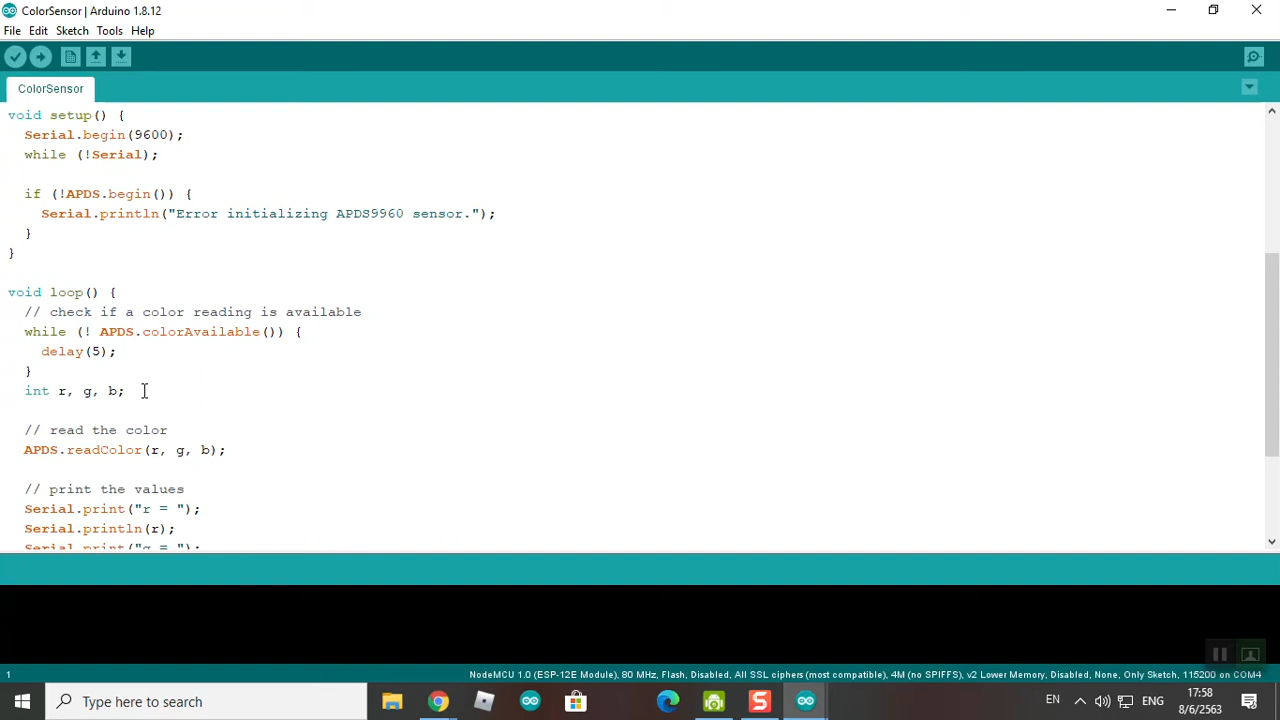 ColorSensor | Arduino 1.8.12
File Edit Sketch Tools Help
ColorSensor
void setup() {
Serial.begin(9600);
while (!Serial);
if (!APDS.begin()) {
Serial.println("Error initializing APDS9960 sensor.");
}
}
void loop() {
// check if a color reading is available
while (! APDS.colorAvailable()) {
delay(5);
}
int r, g, b;
// read the color
APDS.readColor(r, g, b);
// print the values
Serial.print("r = ");
Serial.println(r);
Serial.print("g = ");
1
NodeMCU 1.0 (ESP-12E Module), 80 MHz, Flash, Disabled, All SSL ciphers (most compatible), 4M (no SPIFFS), v2 Lower Memory, Disabled, None, Only Sketch, 115200 on COM4
Type here to search
EN
ENG
17:58
8/6/2563